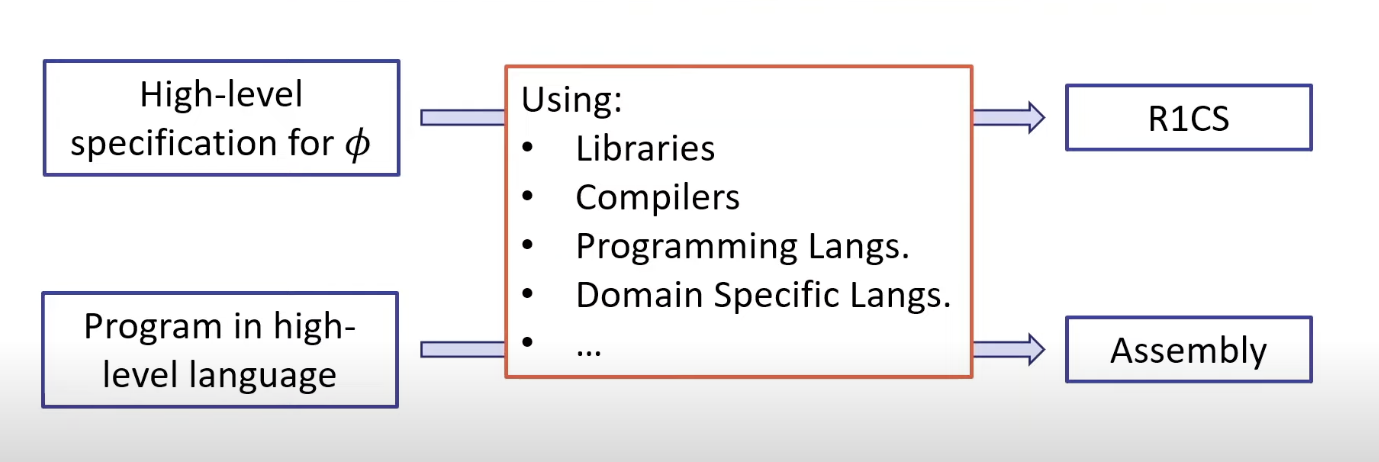 High-level
specification for ϕ
Using:
• Libraries
• Compilers
• Programming Langs.
• Domain Specific Langs.
• ...
R1CS
Program in high-
level language
Assembly